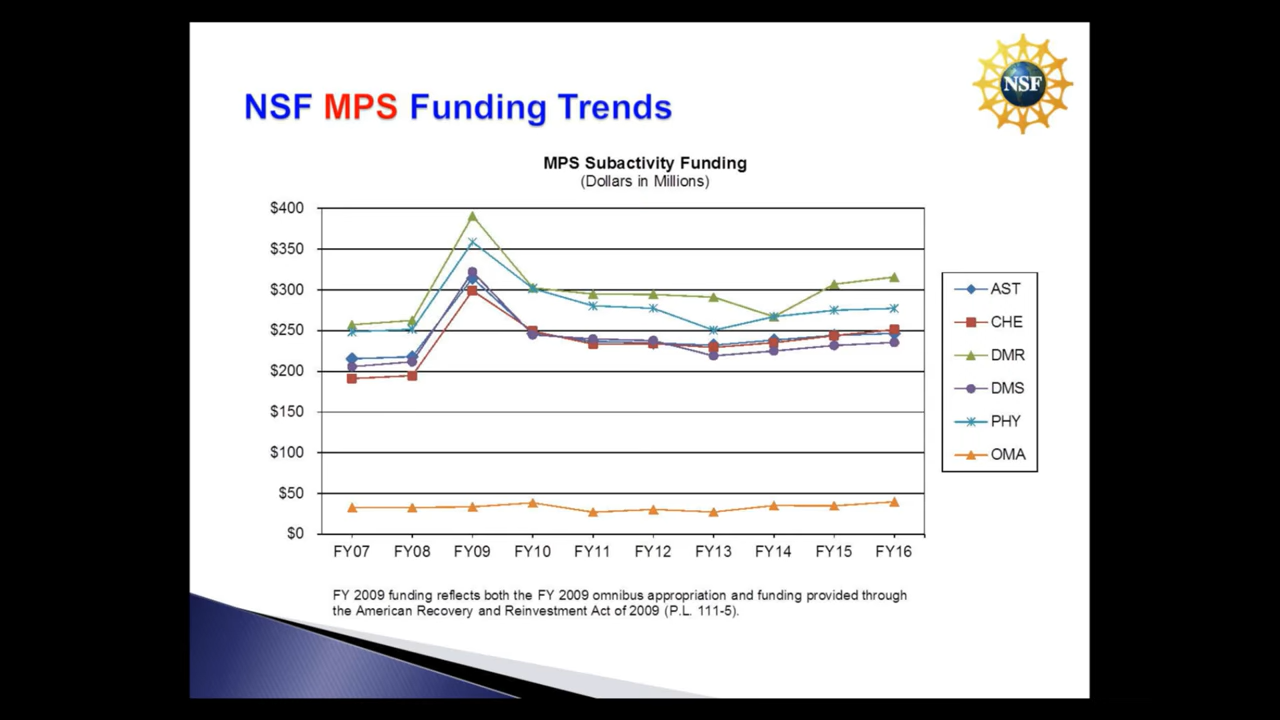 NSF
NSF MPS Funding Trends
MPS Subactivity Funding
(Dollars in Millions)
$400
$350
$300
$250
$200
$150
$100
$50
$0
FY07 FY08 FY09 FY10 FY11 FY12 FY13 FY14 FY15 FY16
AST
CHE
DMR
DMS
PHY
OMA
FY 2009 funding reflects both the FY 2009 omnibus appropriation and funding provided through
the American Recovery and Reinvestment Act of 2009 (P.L. 111-5).